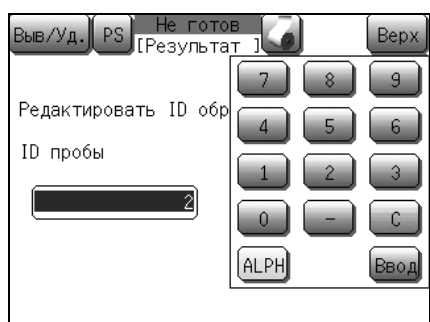 Выв/Уд. PS Не готов Верх
[Результат ]
7 8 9
Редактировать ID обр
4 5 6
ID пробы
1 2 3
2
0 - C
ALPH Ввод